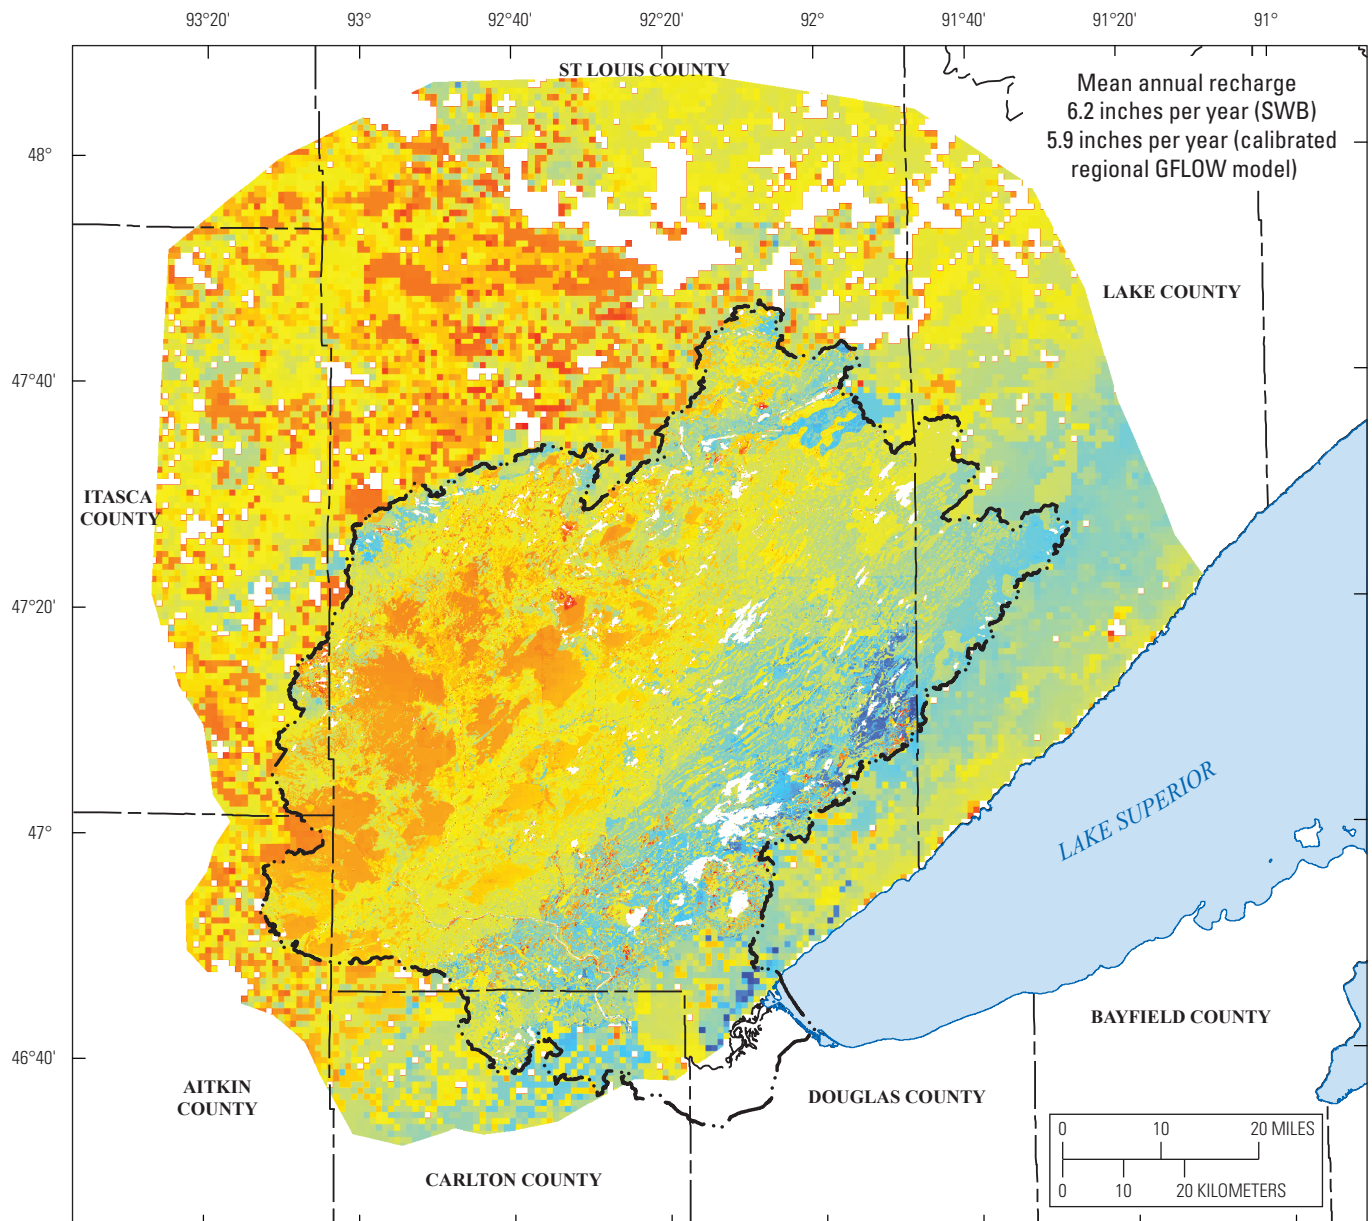 93°20'
93°
92°40'
92°20'
92°
91°40'
91°20'
91°
ST LOUIS COUNTY
Mean annual recharge
6.2 inches per year (SWB)
5.9 inches per year (calibrated
regional GFLOW model)
48°
LAKE COUNTY
47°40'
ITASCA
COUNTY
47°20'
LAKE SUPERIOR
47°
BAYFIELD COUNTY
46°40'
AITKIN
COUNTY
DOUGLAS COUNTY
CARLTON COUNTY
0 10 20 MILES
0 10 20 KILOMETERS